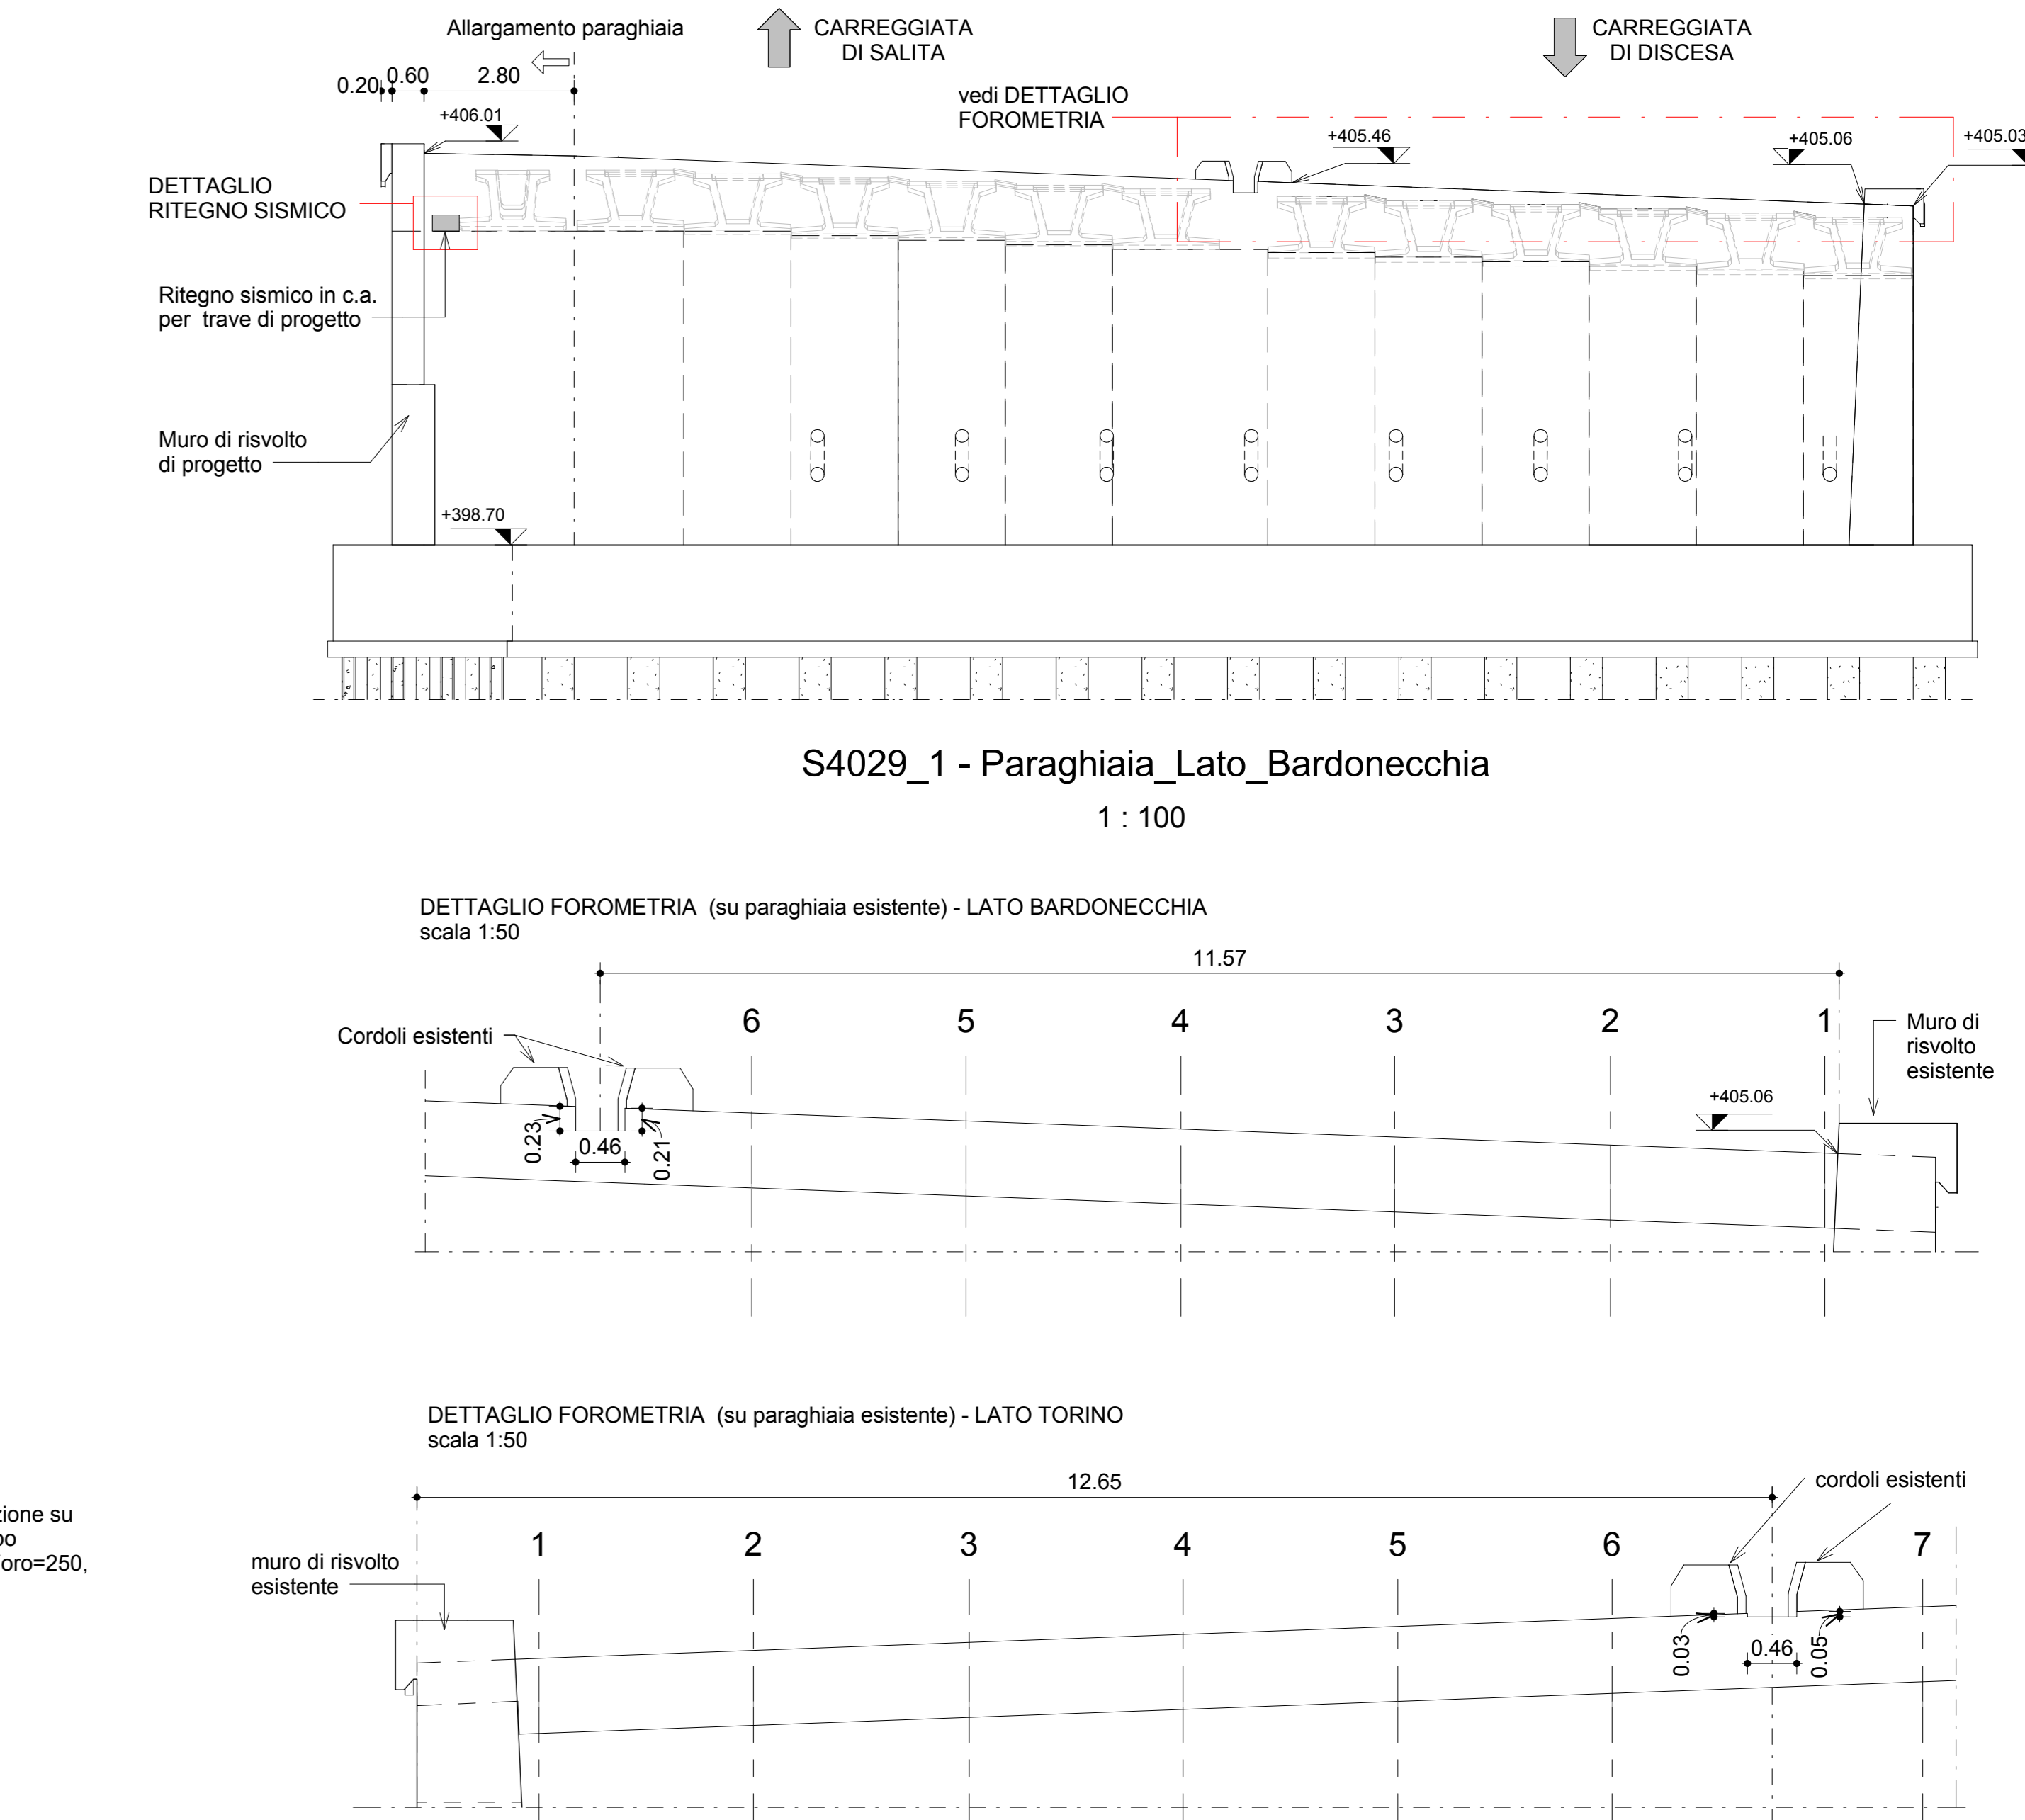 Allargamento paraghiaia
CARREGGIATA
DI SALITA
CARREGGIATA
DI DISCESA
0.20
0.60
2.80
vedi DETTAGLIO
FOROMETRIA
+406.01
+405.46
+405.06
+405.03
DETTAGLIO
RITEGNO SISMICO
Ritegno sismico in c.a.
per trave di progetto
Muro di risvolto
di progetto
+398.70
S4029_1 - Paraghiaia_Lato_Bardonecchia
1 : 100
DETTAGLIO FOROMETRIA (su paraghiaia esistente) - LATO BARDONECCHIA
scala 1:50
11.57
6
5
4
3
2
1
Cordoli esistenti
Muro di
risvolto
esistente
+405.06
0.23
0.46
0.21
DETTAGLIO FOROMETRIA (su paraghiaia esistente) - LATO TORINO
scala 1:50
12.65
cordoli esistenti
zione su
oro=250,
1
2
3
4
5
6
7
muro di risvolto
esistente
0.03
0.46
0.05